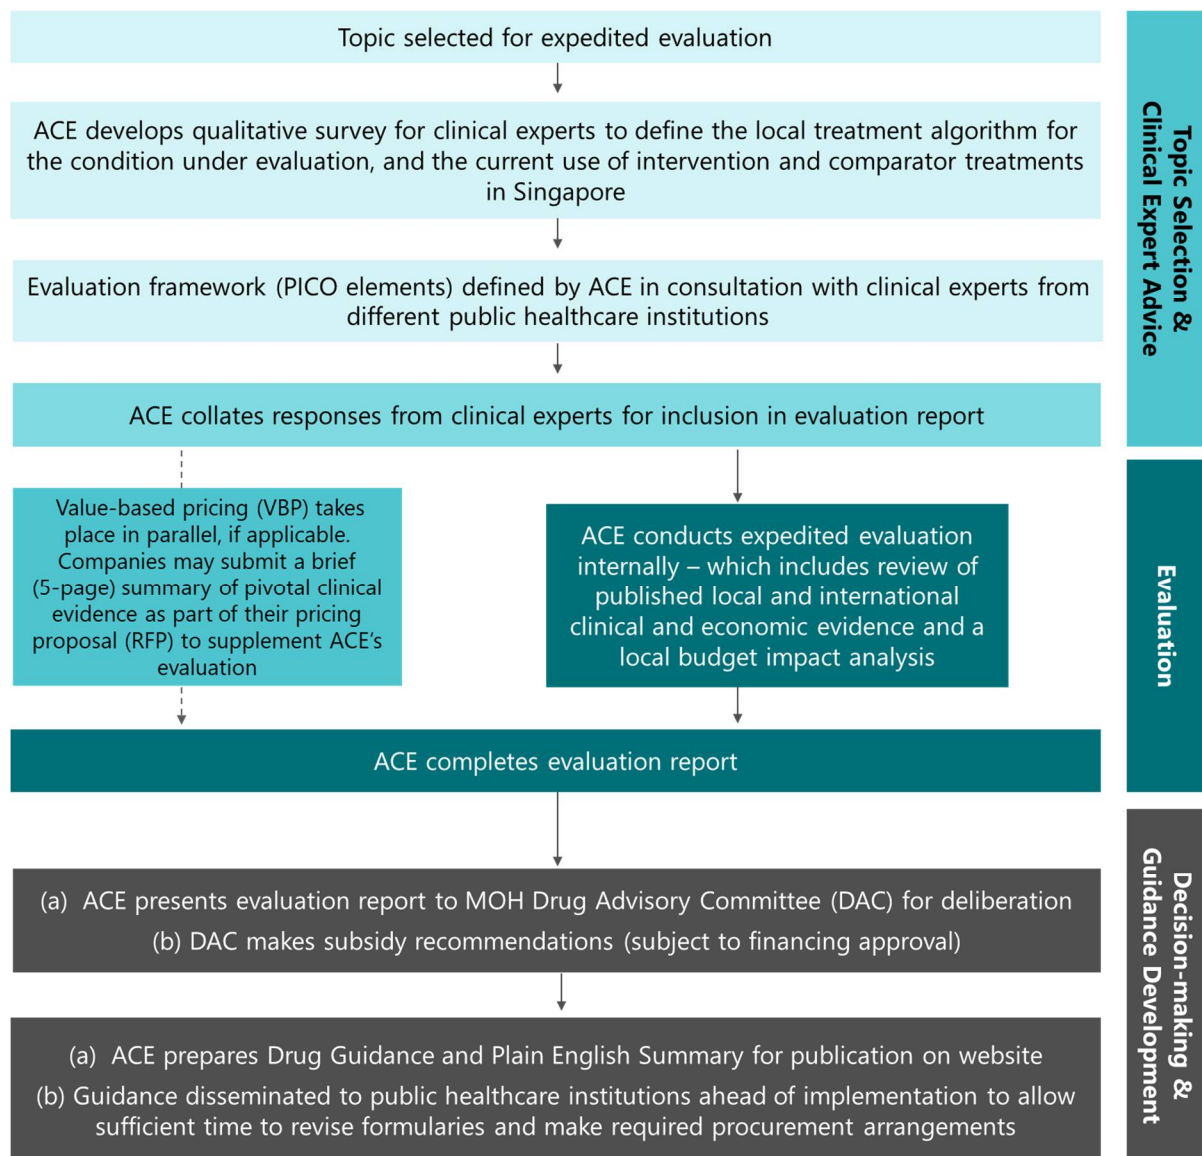 Topic selected for expedited evaluation
ACE develops qualitative survey for clinical experts to define the local treatment algorithm for
the condition under evaluation, and the current use of intervention and comparator treatments
in Singapore
Evaluation framework (PICO elements) defined by ACE in consultation with clinical experts from
different public healthcare institutions
ACE collates responses from clinical experts for inclusion in evaluation report
Topic Selection &
Clinical Expert Advice
Value-based pricing (VBP) takes
place in parallel, if applicable.
Companies may submit a brief
(5-page) summary of pivotal clinical
evidence as part of their pricing
proposal (RFP) to supplement ACE‘s
evaluation
ACE conducts expedited evaluation
internally – which includes review of
published local and international
clinical and economic evidence and a
local budget impact analysis
ACE completes evaluation report
Evaluation
(a) ACE presents evaluation report to MOH Drug Advisory Committee (DAC) for deliberation
(b) DAC makes subsidy recommendations (subject to financing approval)
(a) ACE prepares Drug Guidance and Plain English Summary for publication on website
(b) Guidance disseminated to public healthcare institutions ahead of implementation to allow
sufficient time to revise formularies and make required procurement arrangements
Decision-making &
Guidance Development